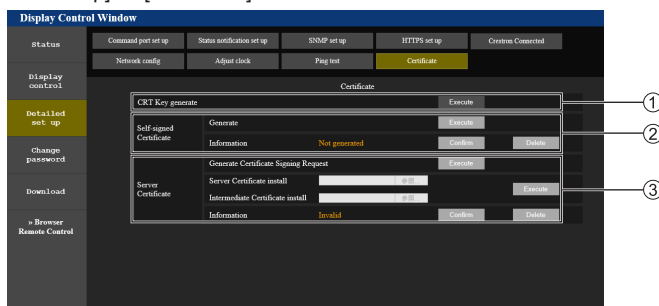 Display Control Window
Status
Command port set up
Status notification set up
SNMP set up
HTTPS set up
Crestron Connected
Network config
Adjust clock
Ping test
Certificate
Display
control
Detailed
set up
Change
password
Download
» Browser
Remote Control
Certificate
CRT Key generate
Execute
1
Self-signed
Certificate
Generate
Execute
Information
Not generated
Confirm
Delete
2
Server
Certificate
Generate Certificate Signing Request
Execute
Server Certificate install
Intermediate Certificate install
Execute
Information
Invalid
Confirm
Delete
3